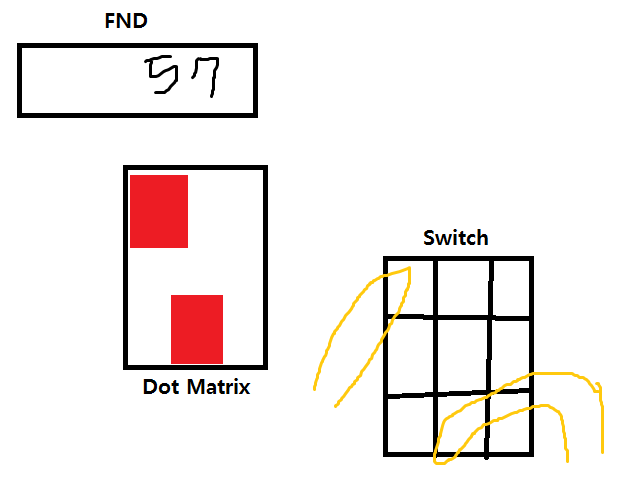 FND
57
Switch
Dot Matrix